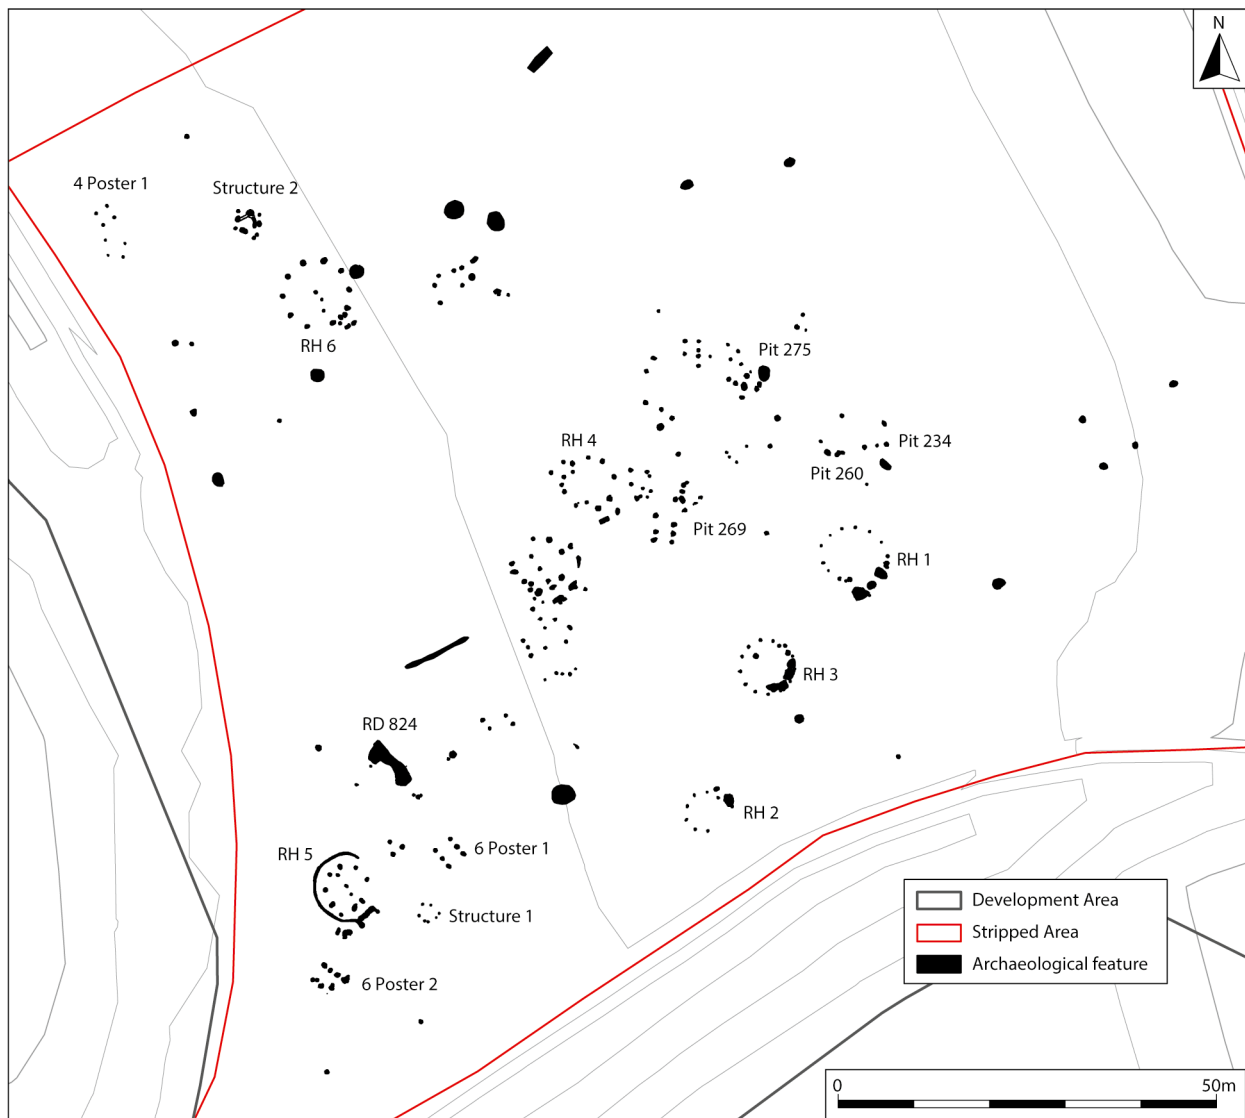 N
4 Poster 1
Structure 2
RH 6
Pit 275
RH 4
Pit 234
Pit 260
Pit 269
RH 1
RH 3
RD 824
RH 2
RH 5
6 Poster 1
Structure 1
6 Poster 2
Development Area
Stripped Area
Archaeological feature
0 50m